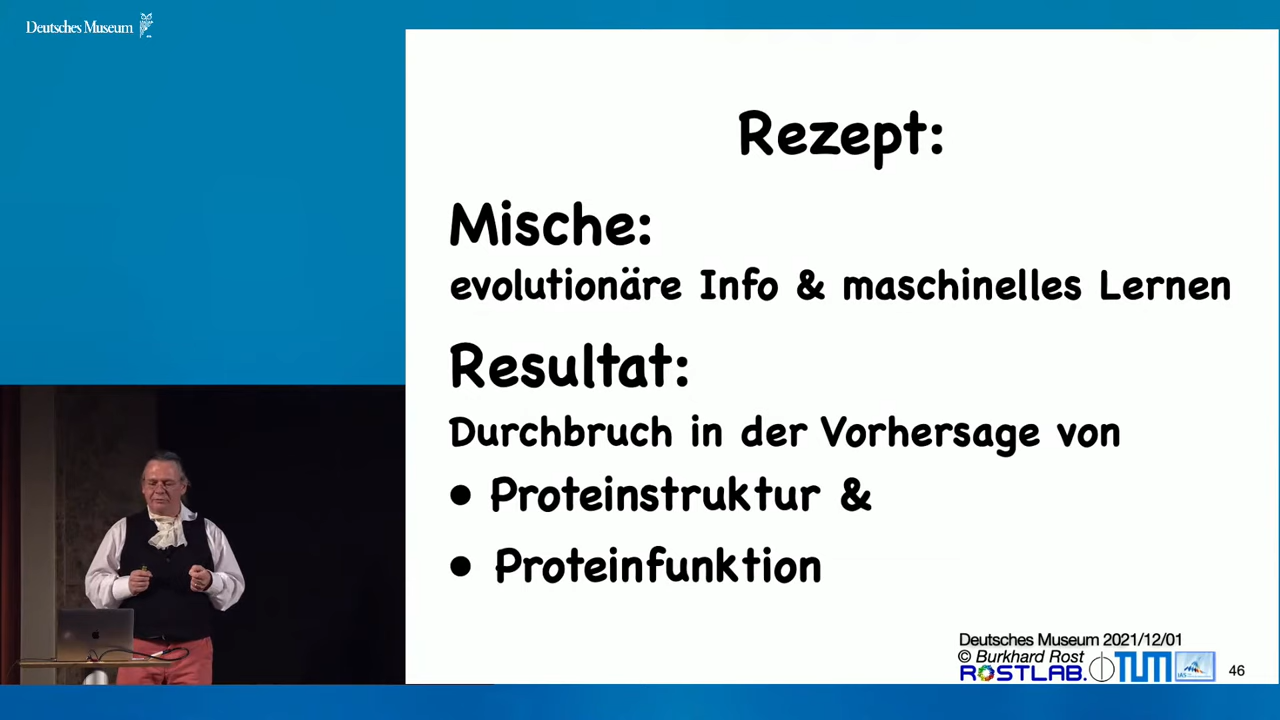 Deutsches Museum
Rezept:
Mische:
evolutionäre Info & maschinelles Lernen
Resultat:
Durchbruch in der Vorhersage von
• Proteinstruktur &
• Proteinfunktion
Deutsches Museum 2021/12/01
© Burkhard Rost
ROSTLAB. TUM IAS
46